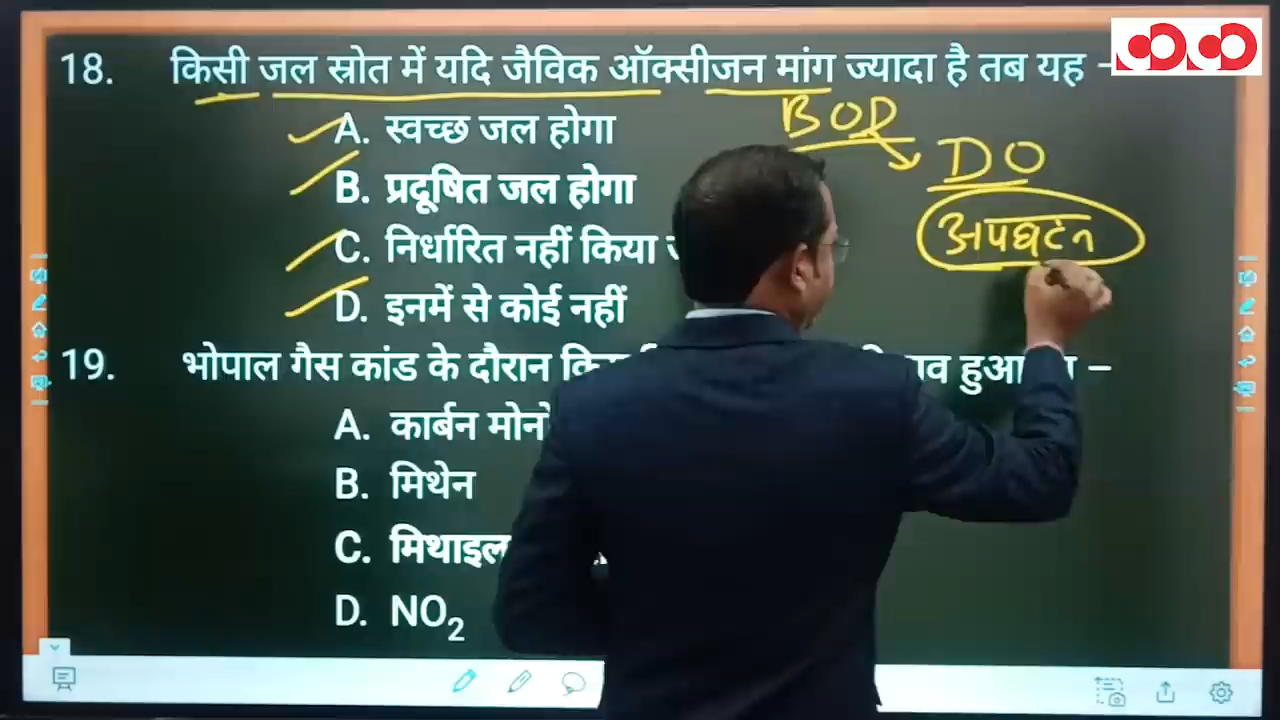 18. किसी जल स्रोत में यदि जैविक ऑक्सीजन मांग ज्यादा है तब यह –
A. स्वच्छ जल होगा
B. प्रदूषित जल होगा
C. निर्धारित नहीं किया
D. इनमें से कोई नहीं
BOD
DO
अपघटन
19. भोपाल गैस कांड के दौरान हुआ –
A. कार्बन
B. मिथेन
C.
D. NO₂